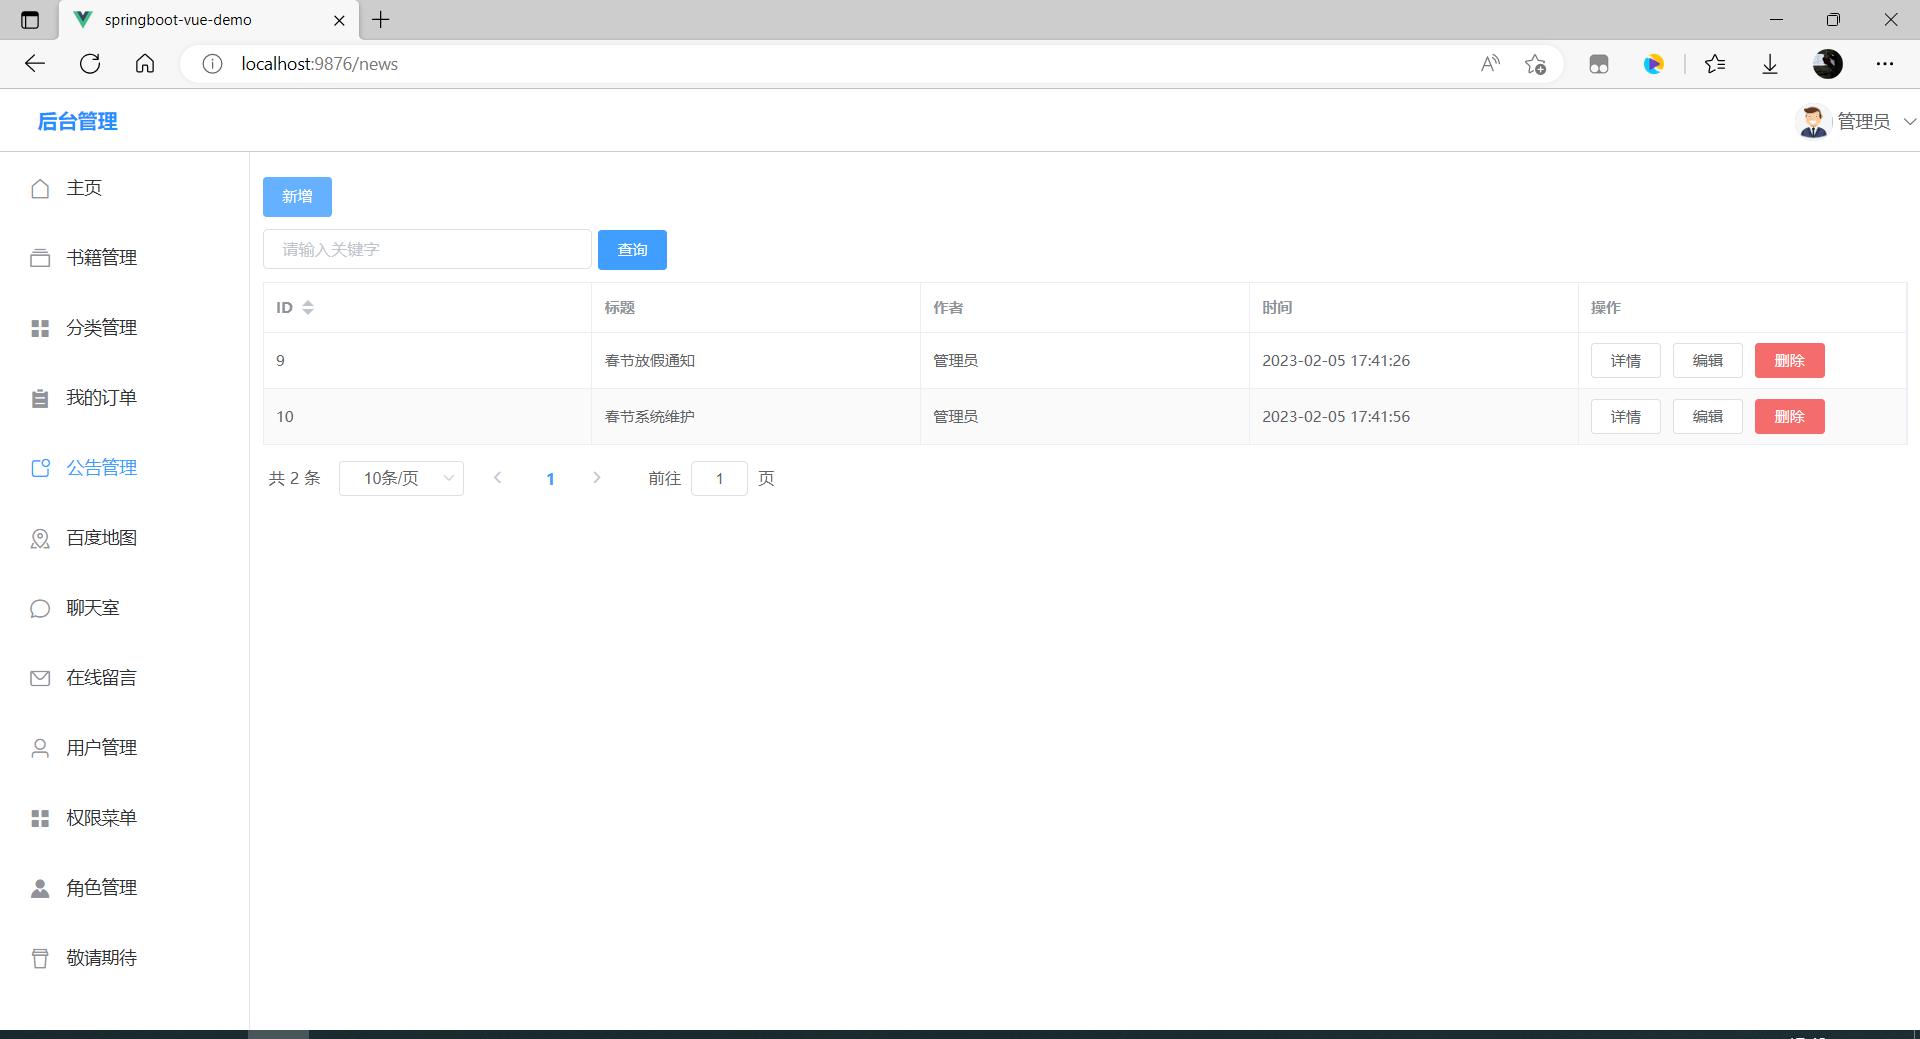 springboot-vue-demo
localhost:9876/news
后台管理
管理员
主页
书籍管理
分类管理
我的订单
公告管理
百度地图
聊天室
在线留言
用户管理
权限菜单
角色管理
敬请期待
新增
请输入关键字 查询
ID 标题 作者 时间 操作
9 春节放假通知 管理员 2023-02-05 17:41:26 详情 编辑 删除
10 春节系统维护 管理员 2023-02-05 17:41:56 详情 编辑 删除
共 2 条 10条/页 1 前往 1 页